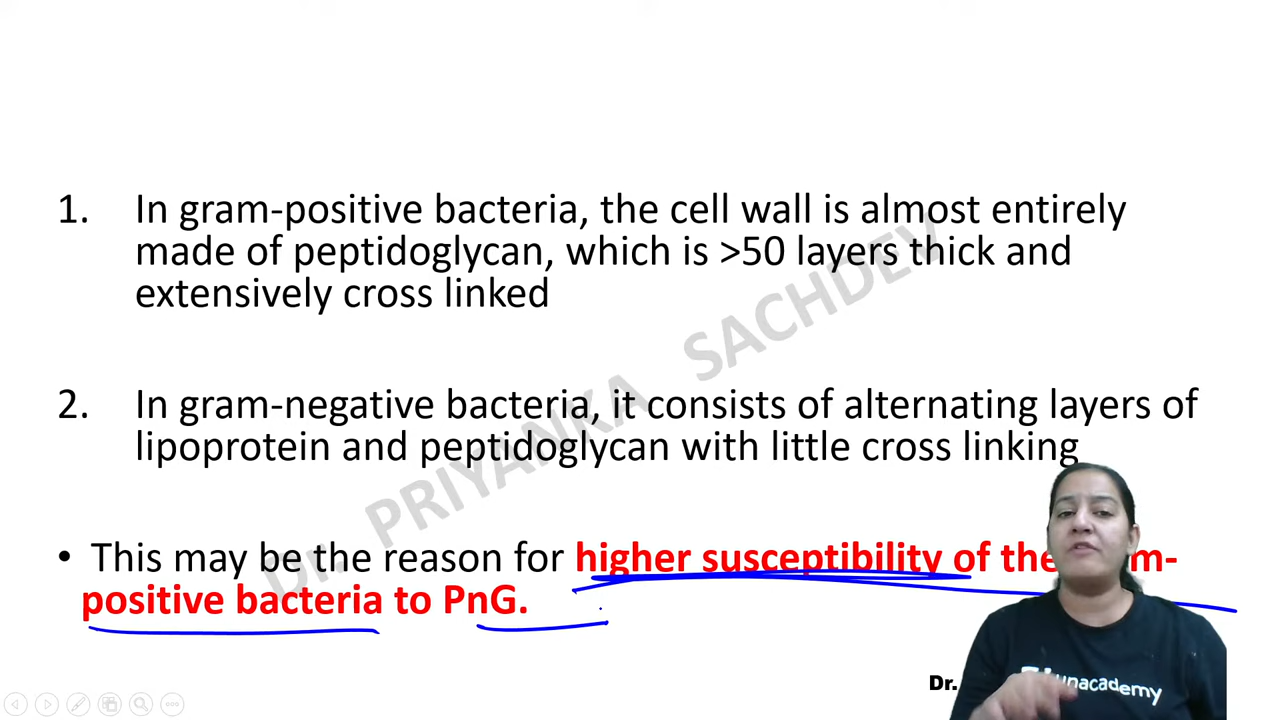 1. In gram-positive bacteria, the cell wall is almost entirely
made of peptidoglycan, which is >50 layers thick and
extensively cross linked
2. In gram-negative bacteria, it consists of alternating layers of
lipoprotein and peptidoglycan with little cross linking
• This may be the reason for higher susceptibility of the
positive bacteria to PnG.
DR. PRIYANKA SACHDEV
Dr.
unacademy